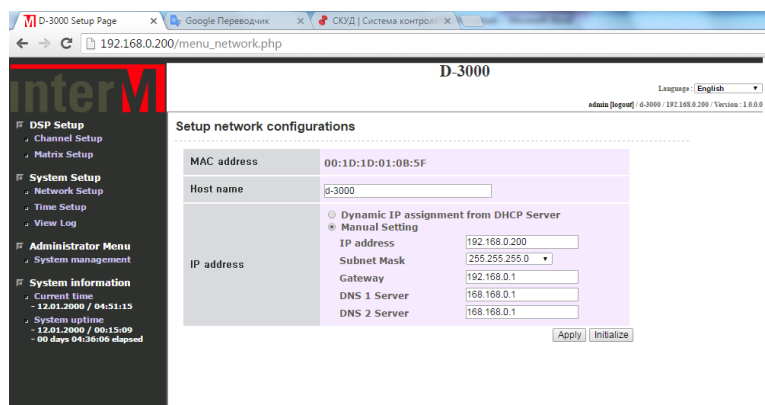 D-3000 Setup Page
Google Переводчик
СКУД | Система контрол
192.168.0.200/menu_network.php
interM
D-3000
Language : English
admin [logout] / d-3000 / 192.168.0.200 / Version : 1.0.0.0
DSP Setup
Channel Setup
Matrix Setup
System Setup
Network Setup
Time Setup
View Log
Administrator Menu
System management
System information
Current time
- 12.01.2000 / 04:51:15
System uptime
- 12.01.2000 / 00:15:09
- 00 days 04:36:06 elapsed
Setup network configurations
MAC address 00:1D:1D:01:0B:5F
Host name d-3000
IP address
Dynamic IP assignment from DHCP Server
Manual Setting
IP address 192.168.0.200
Subnet Mask 255.255.255.0
Gateway 192.168.0.1
DNS 1 Server 168.168.0.1
DNS 2 Server 168.168.0.1
Apply Initialize